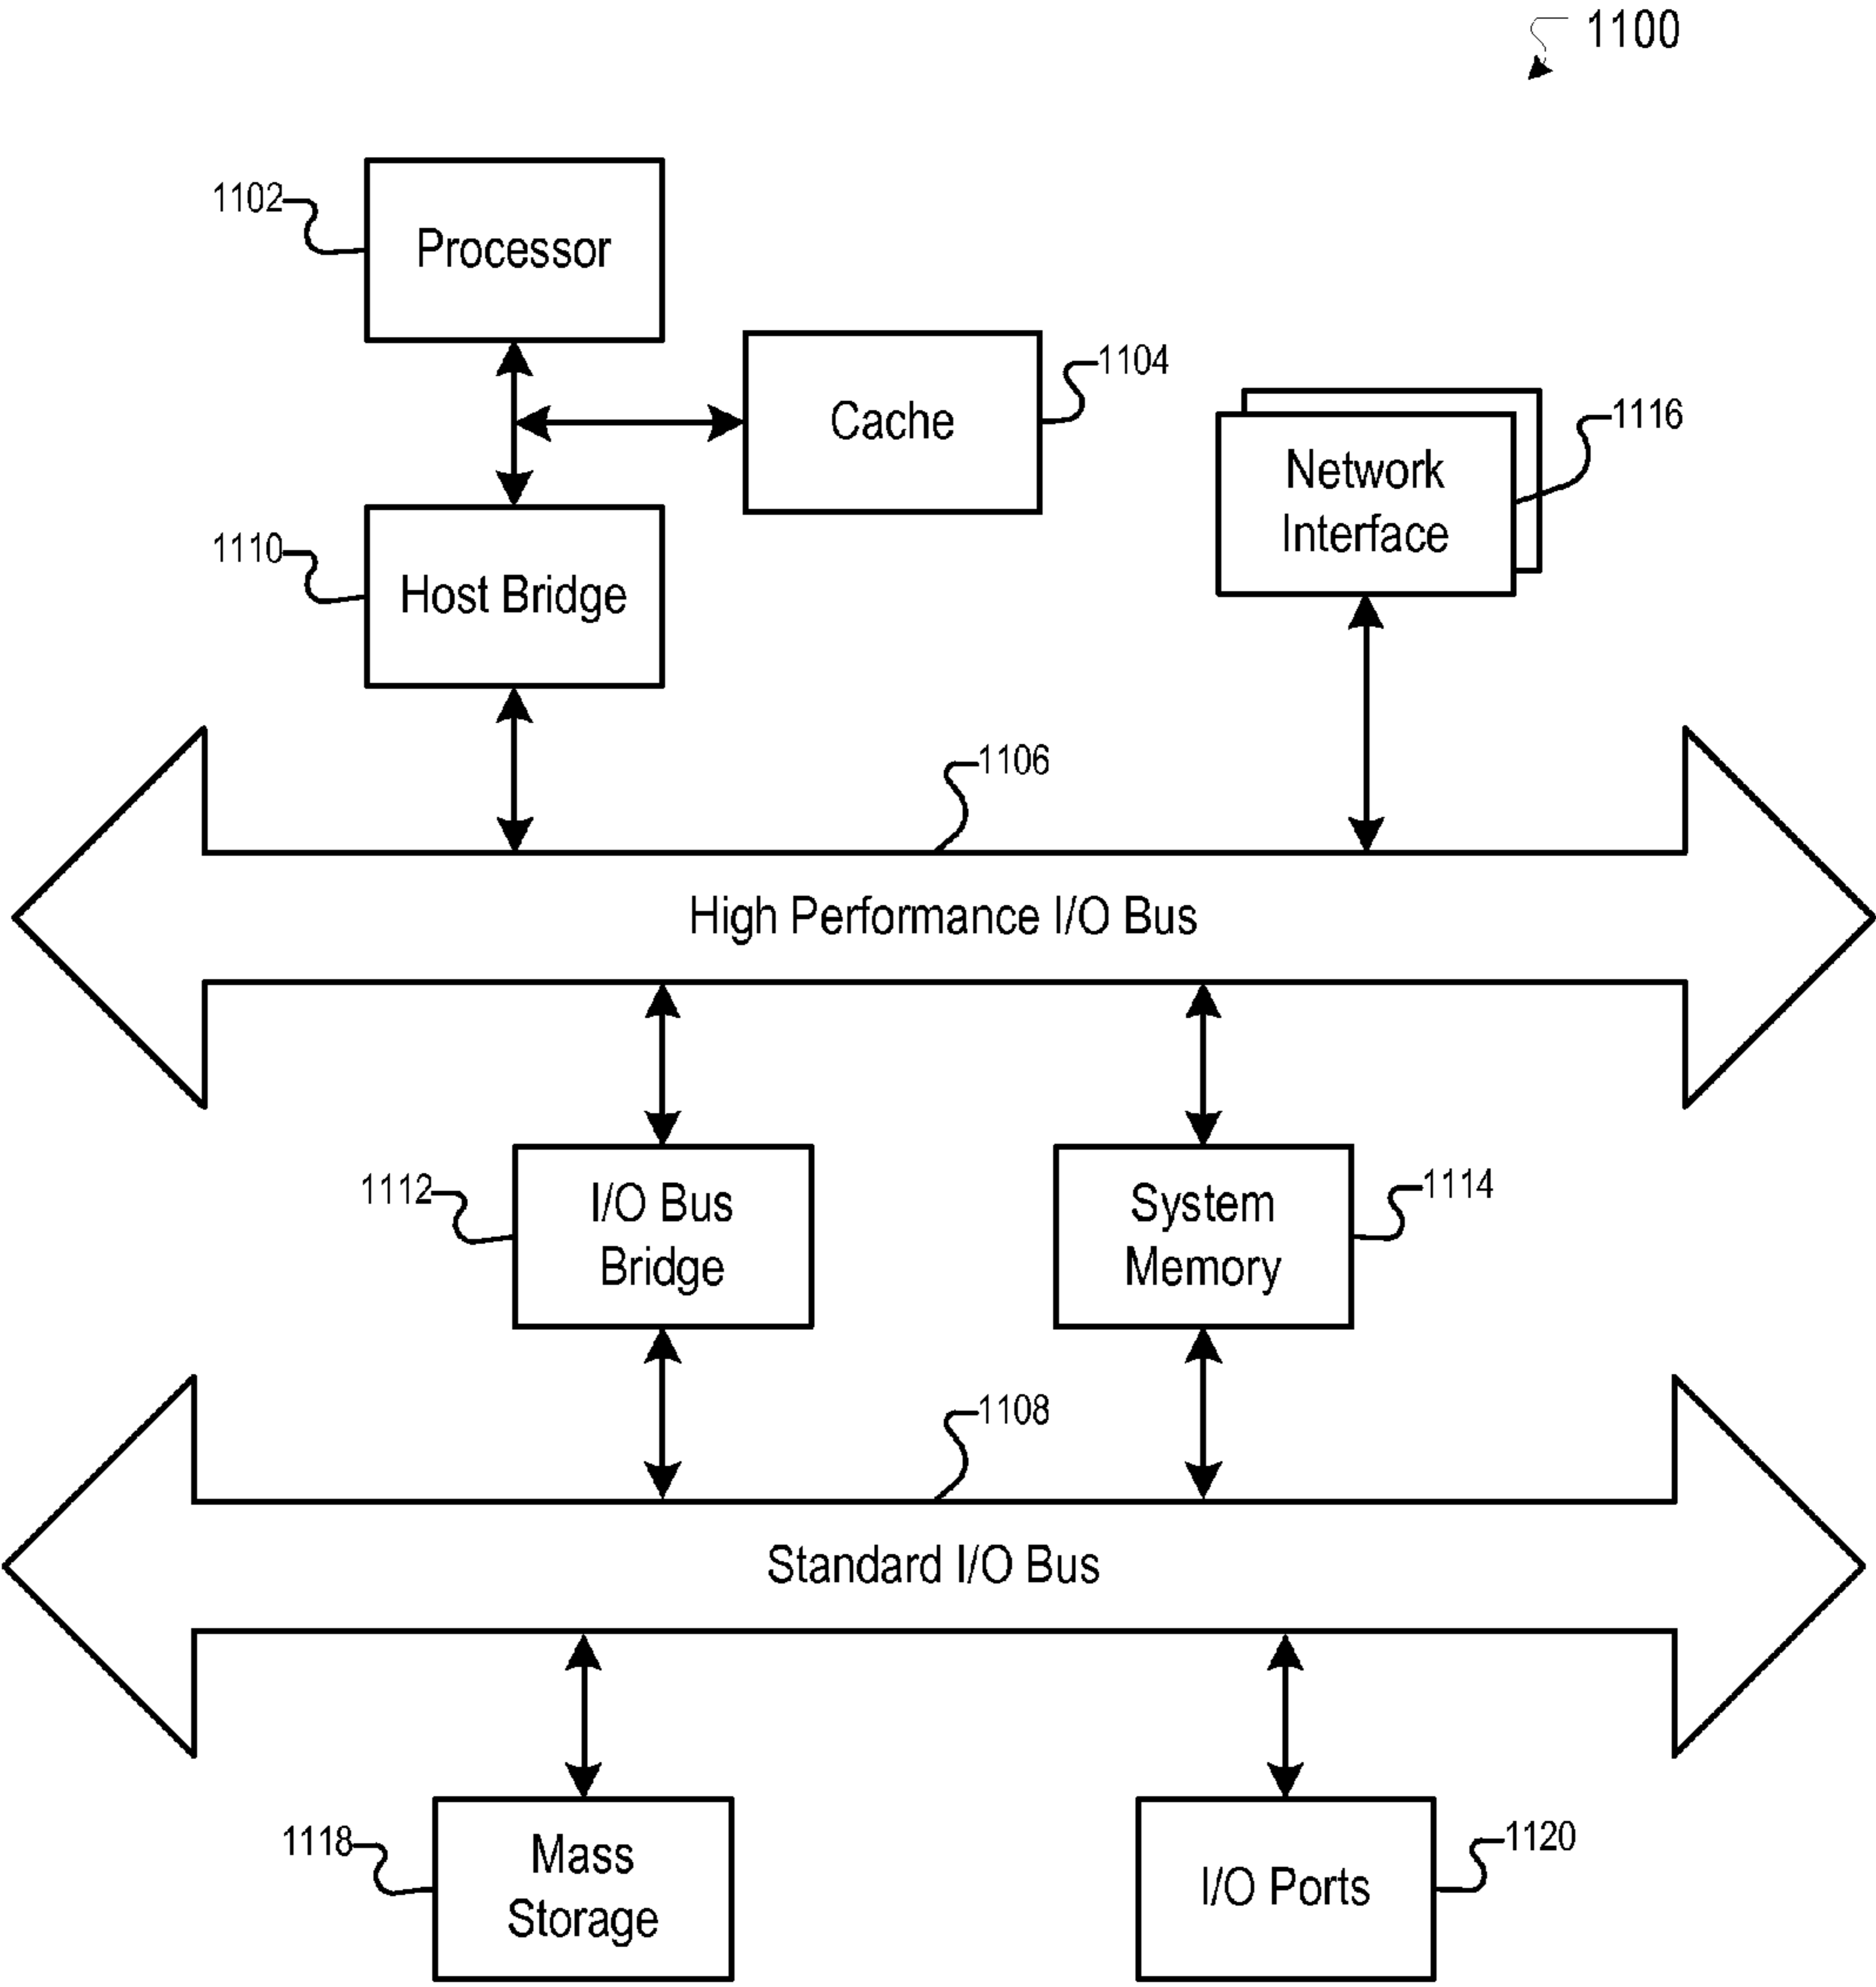 1100
1102
Processor
1104
Cache
1116
Network
Interface
1110
Host Bridge
1106
High Performance I/O Bus
1112
I/O Bus
Bridge
System
Memory
1114
1108
Standard I/O Bus
1118
Mass
Storage
I/O Ports
1120